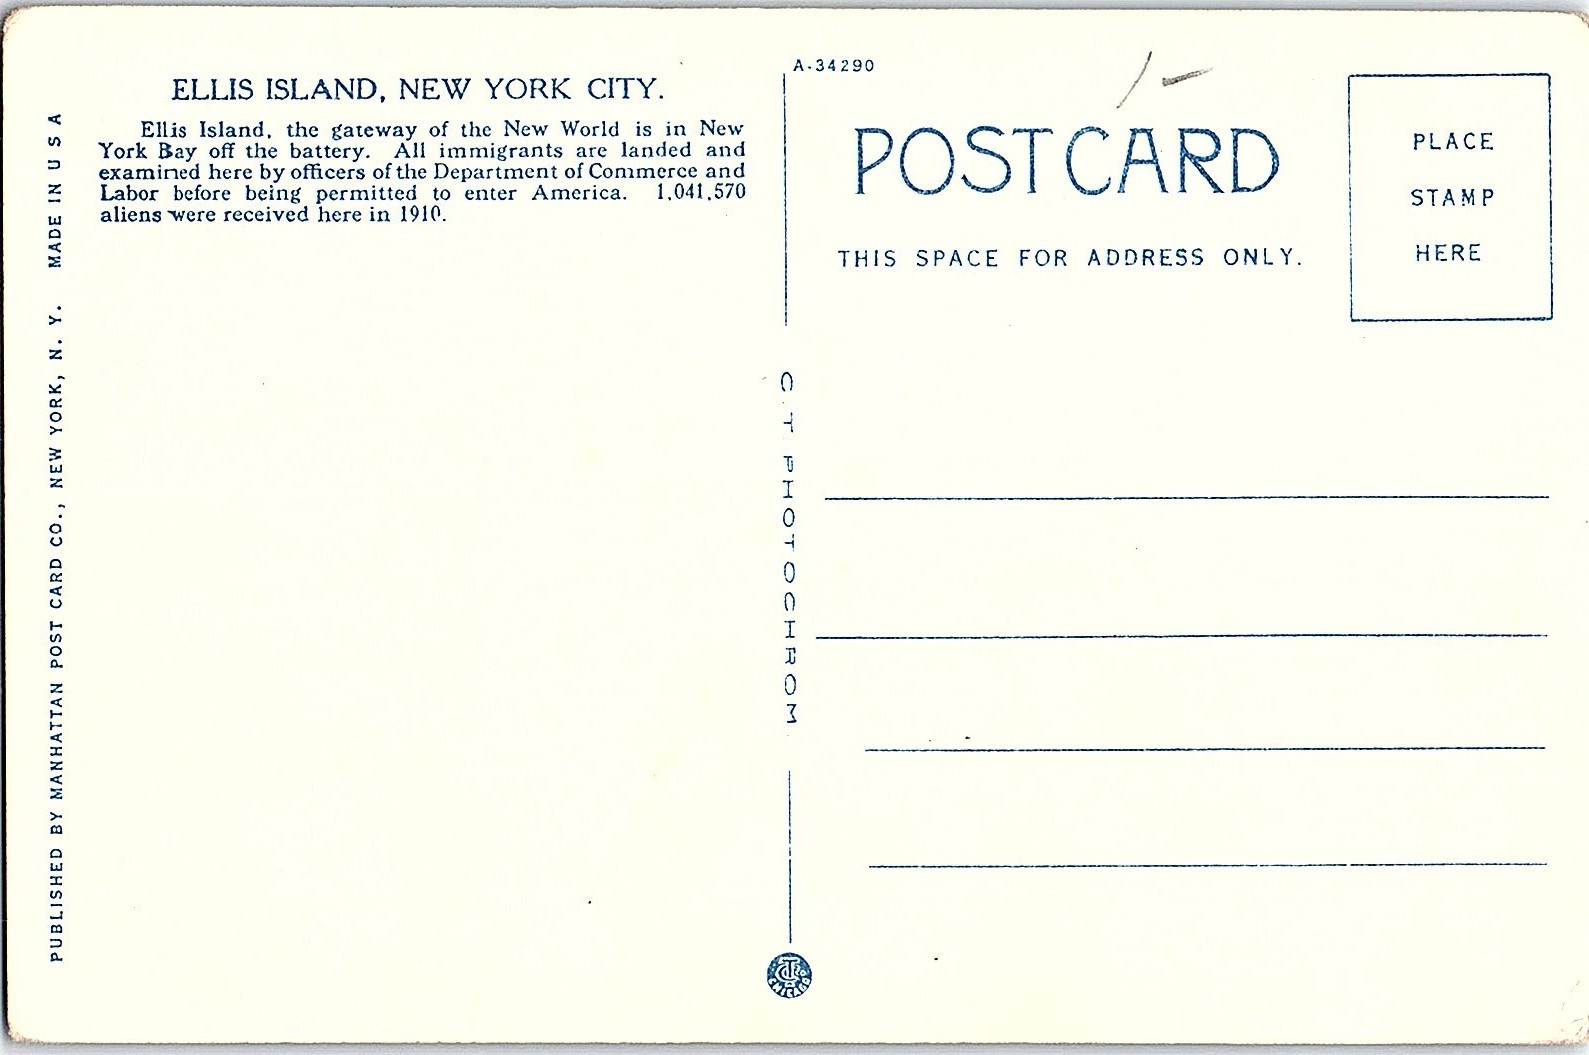 ELLIS ISLAND, NEW YORK CITY.
Ellis Island, the gateway of the New World is in New
York Bay off the battery. All immigrants are landed and
examined here by officers of the Department of Commerce and
Labor before being permitted to enter America. 1,041,570
aliens were received here in 1910.
PUBLISHED BY MANHATTAN POST CARD CO., NEW YORK, N. Y. MADE IN U S A
A-34290
1-
POSTCARD
THIS SPACE FOR ADDRESS ONLY.
PLACE
STAMP
HERE
C T PHOTOCHROM
CHICAGO